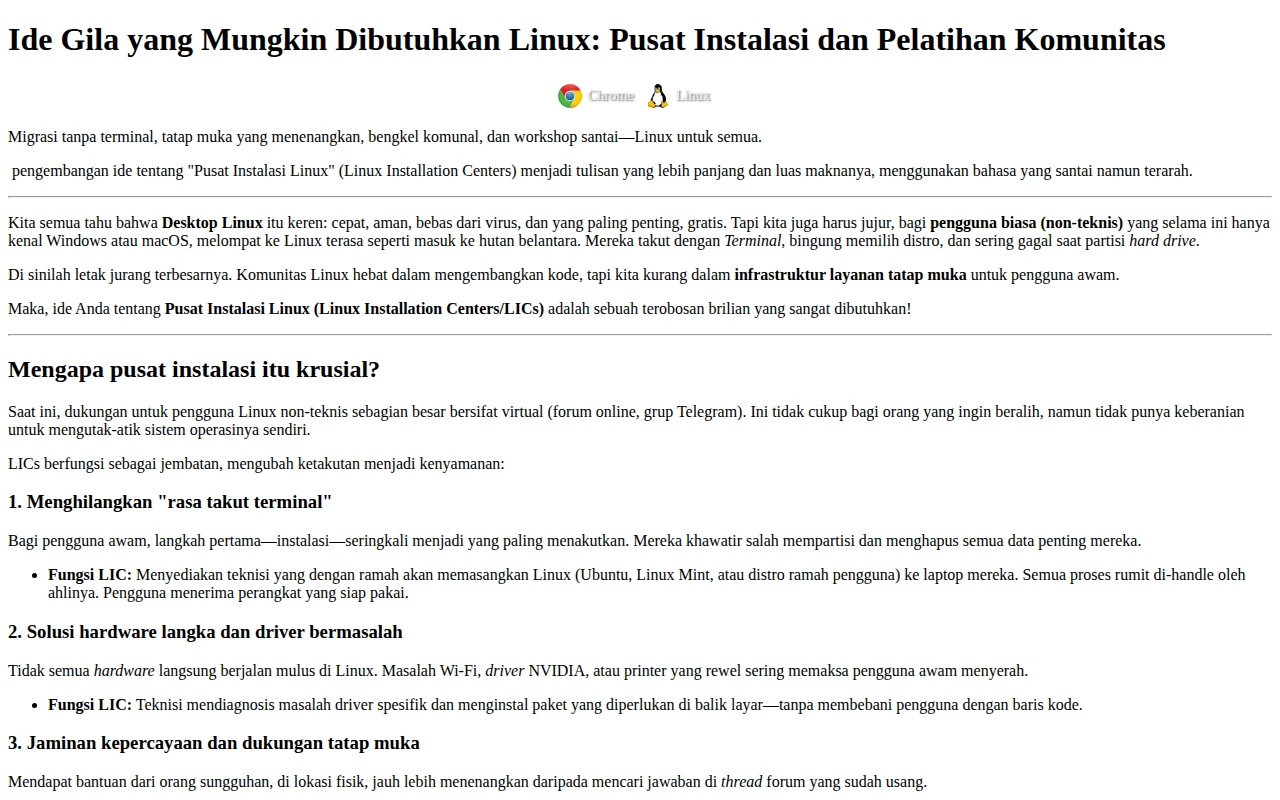 Ide Gila yang Mungkin Dibutuhkan Linux: Pusat Instalasi dan Pelatihan Komunitas
Chrome Linux
Migrasi tanpa terminal, tatap muka yang menenangkan, bengkel komunal, dan workshop santai—Linux untuk semua.
pengembangan ide tentang "Pusat Instalasi Linux" (Linux Installation Centers) menjadi tulisan yang lebih panjang dan luas maknanya, menggunakan bahasa yang santai namun terarah.
Kita semua tahu bahwa Desktop Linux itu keren: cepat, aman, bebas dari virus, dan yang paling penting, gratis. Tapi kita juga harus jujur, bagi pengguna biasa (non-teknis) yang selama ini hanya
kenal Windows atau macOS, melompat ke Linux terasa seperti masuk ke hutan belantara. Mereka takut dengan Terminal, bingung memilih distro, dan sering gagal saat partisi hard drive.
Di sinilah letak jurang terbesarnya. Komunitas Linux hebat dalam mengembangkan kode, tapi kita kurang dalam infrastruktur layanan tatap muka untuk pengguna awam.
Maka, ide Anda tentang Pusat Instalasi Linux (Linux Installation Centers/LICs) adalah sebuah terobosan brilian yang sangat dibutuhkan!
Mengapa pusat instalasi itu krusial?
Saat ini, dukungan untuk pengguna Linux non-teknis sebagian besar bersifat virtual (forum online, grup Telegram). Ini tidak cukup bagi orang yang ingin beralih, namun tidak punya keberanian
untuk mengutak-atik sistem operasinya sendiri.
LICs berfungsi sebagai jembatan, mengubah ketakutan menjadi kenyamanan:
1. Menghilangkan "rasa takut terminal"
Bagi pengguna awam, langkah pertama—instalasi—seringkali menjadi yang paling menakutkan. Mereka khawatir salah mempartisi dan menghapus semua data penting mereka.
• Fungsi LIC: Menyediakan teknisi yang dengan ramah akan memasangkan Linux (Ubuntu, Linux Mint, atau distro ramah pengguna) ke laptop mereka. Semua proses rumit di-handle oleh
ahlinya. Pengguna menerima perangkat yang siap pakai.
2. Solusi hardware langka dan driver bermasalah
Tidak semua hardware langsung berjalan mulus di Linux. Masalah Wi-Fi, driver NVIDIA, atau printer yang rewel sering memaksa pengguna awam menyerah.
• Fungsi LIC: Teknisi mendiagnosis masalah driver spesifik dan menginstal paket yang diperlukan di balik layar—tanpa membebani pengguna dengan baris kode.
3. Jaminan kepercayaan dan dukungan tatap muka
Mendapat bantuan dari orang sungguhan, di lokasi fisik, jauh lebih menenangkan daripada mencari jawaban di thread forum yang sudah usang.